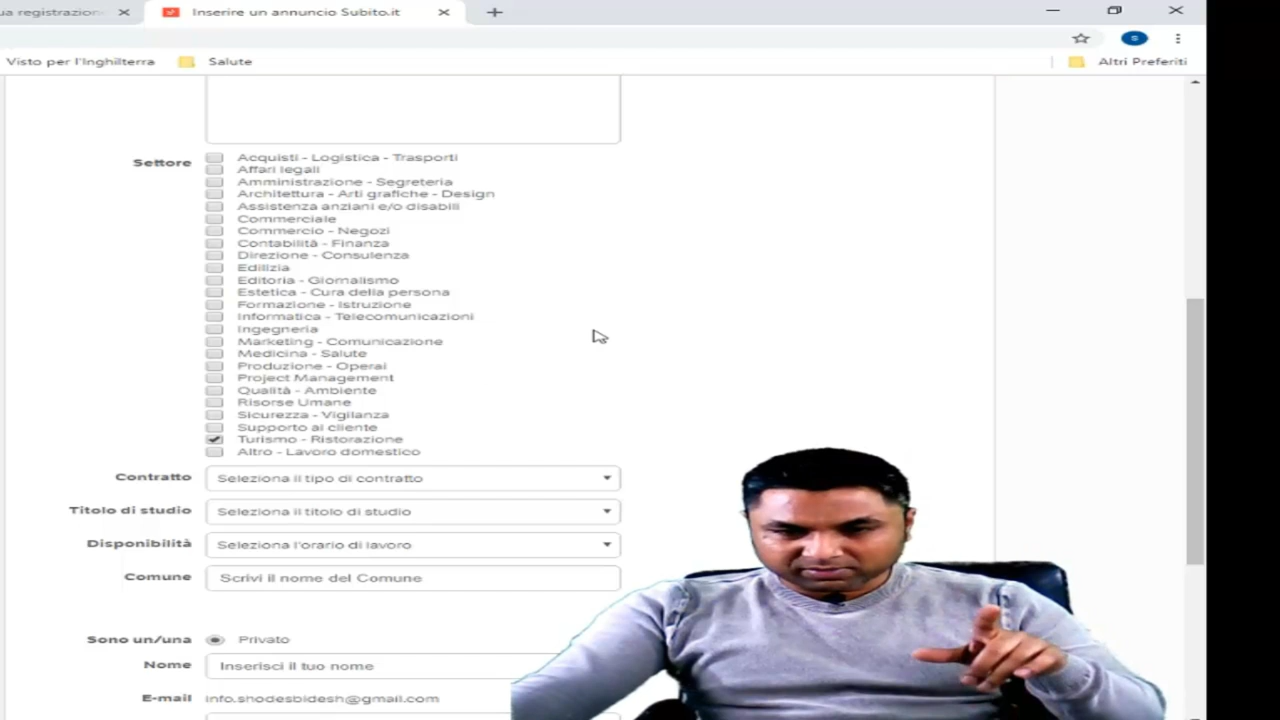 ua registrazion
Inserire un annuncio Subito.it
Visto per l'Inghilterra
Salute
Altri Preferiti
Settore
Acquisti - Logistica - Trasporti
Affari legali
Amministrazione - Segreteria
Architettura - Arti grafiche - Design
Assistenza anziani e/o disabili
Commerciale
Commercio - Negozi
Contabilità - Finanza
Direzione - Consulenza
Edilizia
Editoria - Giornalismo
Estetica - Cura della persona
Formazione - Istruzione
Informatica - Telecomunicazioni
Ingegneria
Marketing - Comunicazione
Medicina - Salute
Produzione - Operai
Project Management
Qualità - Ambiente
Risorse Umane
Sicurezza - Vigilanza
Supporto al cliente
Turismo - Ristorazione
Altro - Lavoro domestico
Contratto Seleziona il tipo di contratto
Titolo di studio Seleziona il titolo di studio
Disponibilità Seleziona l'orario di lavoro
Comune Scrivi il nome del Comune
Sono un/una Privato
Nome Inserisci il tuo nome
E-mail info.shodesbidesh@gmail.com